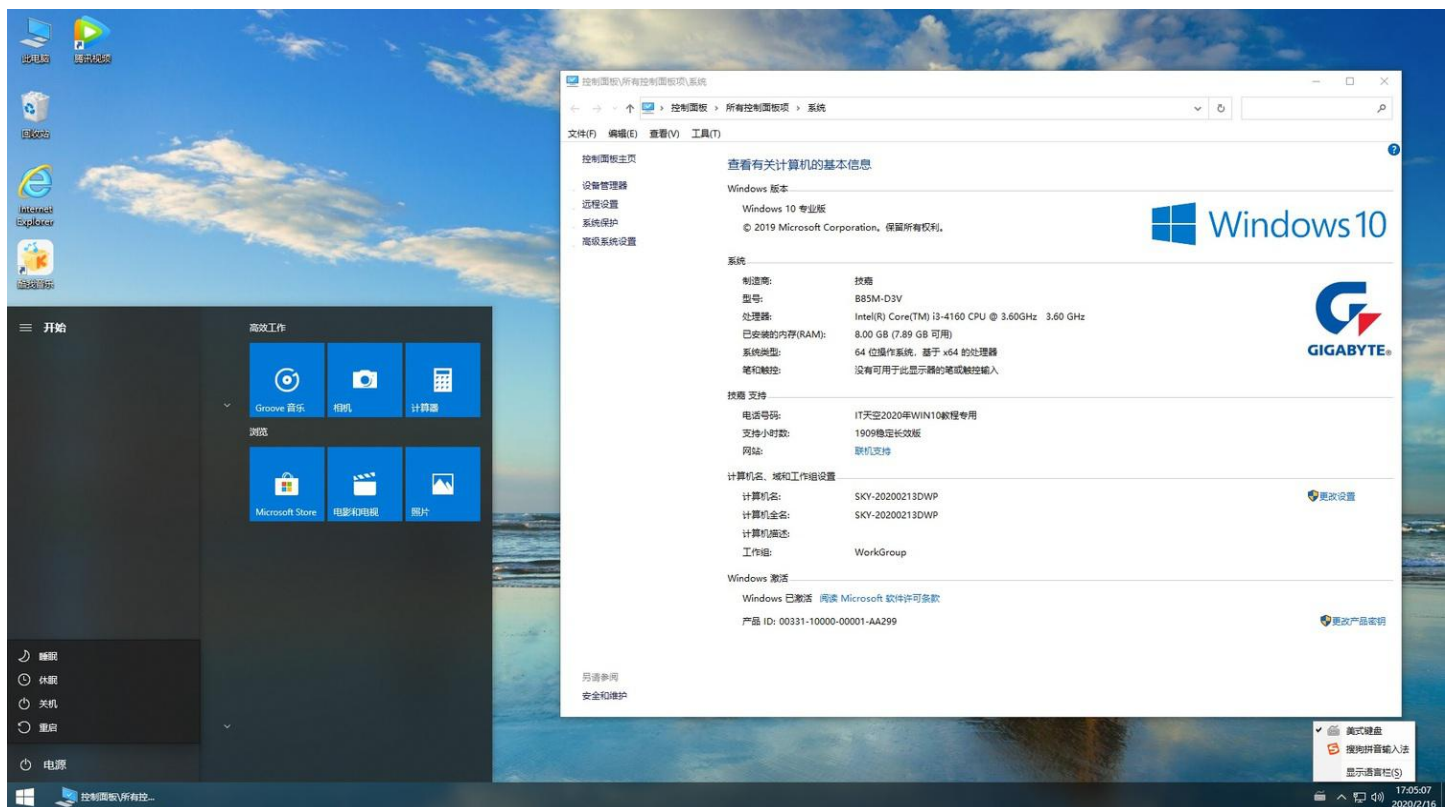 此电脑
腾讯视频
回收站
Internet
Explorer
控制面板\所有控制面板项\系统
控制面板 › 所有控制面板项 › 系统
文件(F) 编辑(E) 查看(V) 工具(T)
控制面板主页
设备管理器
远程设置
系统保护
高级系统设置
查看有关计算机的基本信息
Windows 版本
Windows 10 专业版
© 2019 Microsoft Corporation。保留所有权利。
Windows 10
系统
制造商: 技嘉
型号: B85M-D3V
处理器: Intel(R) Core(TM) i3-4160 CPU @ 3.60GHz 3.60 GHz
已安装的内存(RAM): 8.00 GB (7.89 GB 可用)
系统类型: 64 位操作系统, 基于 x64 的处理器
笔和触控: 没有可用于此显示器的笔或触控输入
GIGABYTE
技嘉 支持
电话号码: IT天空2020年WIN10教程专用
支持小时数: 1909稳定长效版
网站: 联机支持
计算机名、域和工作组设置
计算机名: SKY-20200213DWP
更改设置
计算机全名: SKY-20200213DWP
计算机描述:
工作组: WorkGroup
Windows 激活
Windows 已激活 阅读 Microsoft 软件许可条款
产品 ID: 00331-10000-00001-AA299
更改产品密钥
另请参阅
安全和维护
开始
高效工作
Groove 音乐
相机
计算器
浏览
Microsoft Store
电影和电视
照片
睡眠
休眠
关机
重启
电源
美式键盘
搜狗拼音输入法
显示语言栏(S)
控制面板\所有控...
17:05:07
2020/2/16